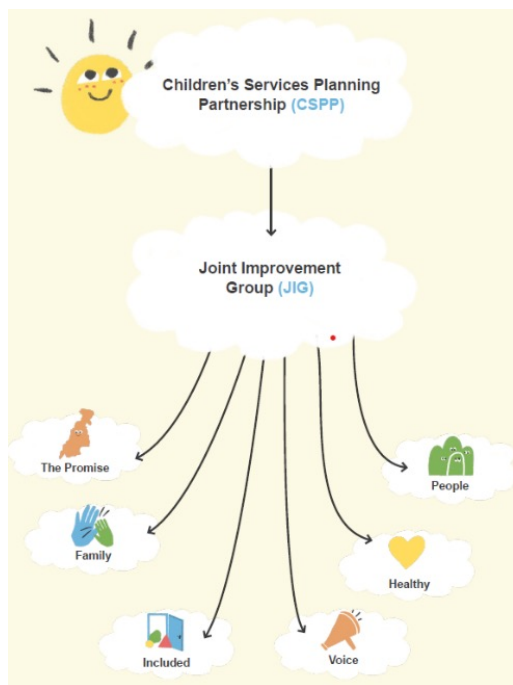 Children’s Services Planning
Partnership (CSPP)
Joint Improvement
Group (JIG)
The Promise
People
Family
Healthy
Included
Voice